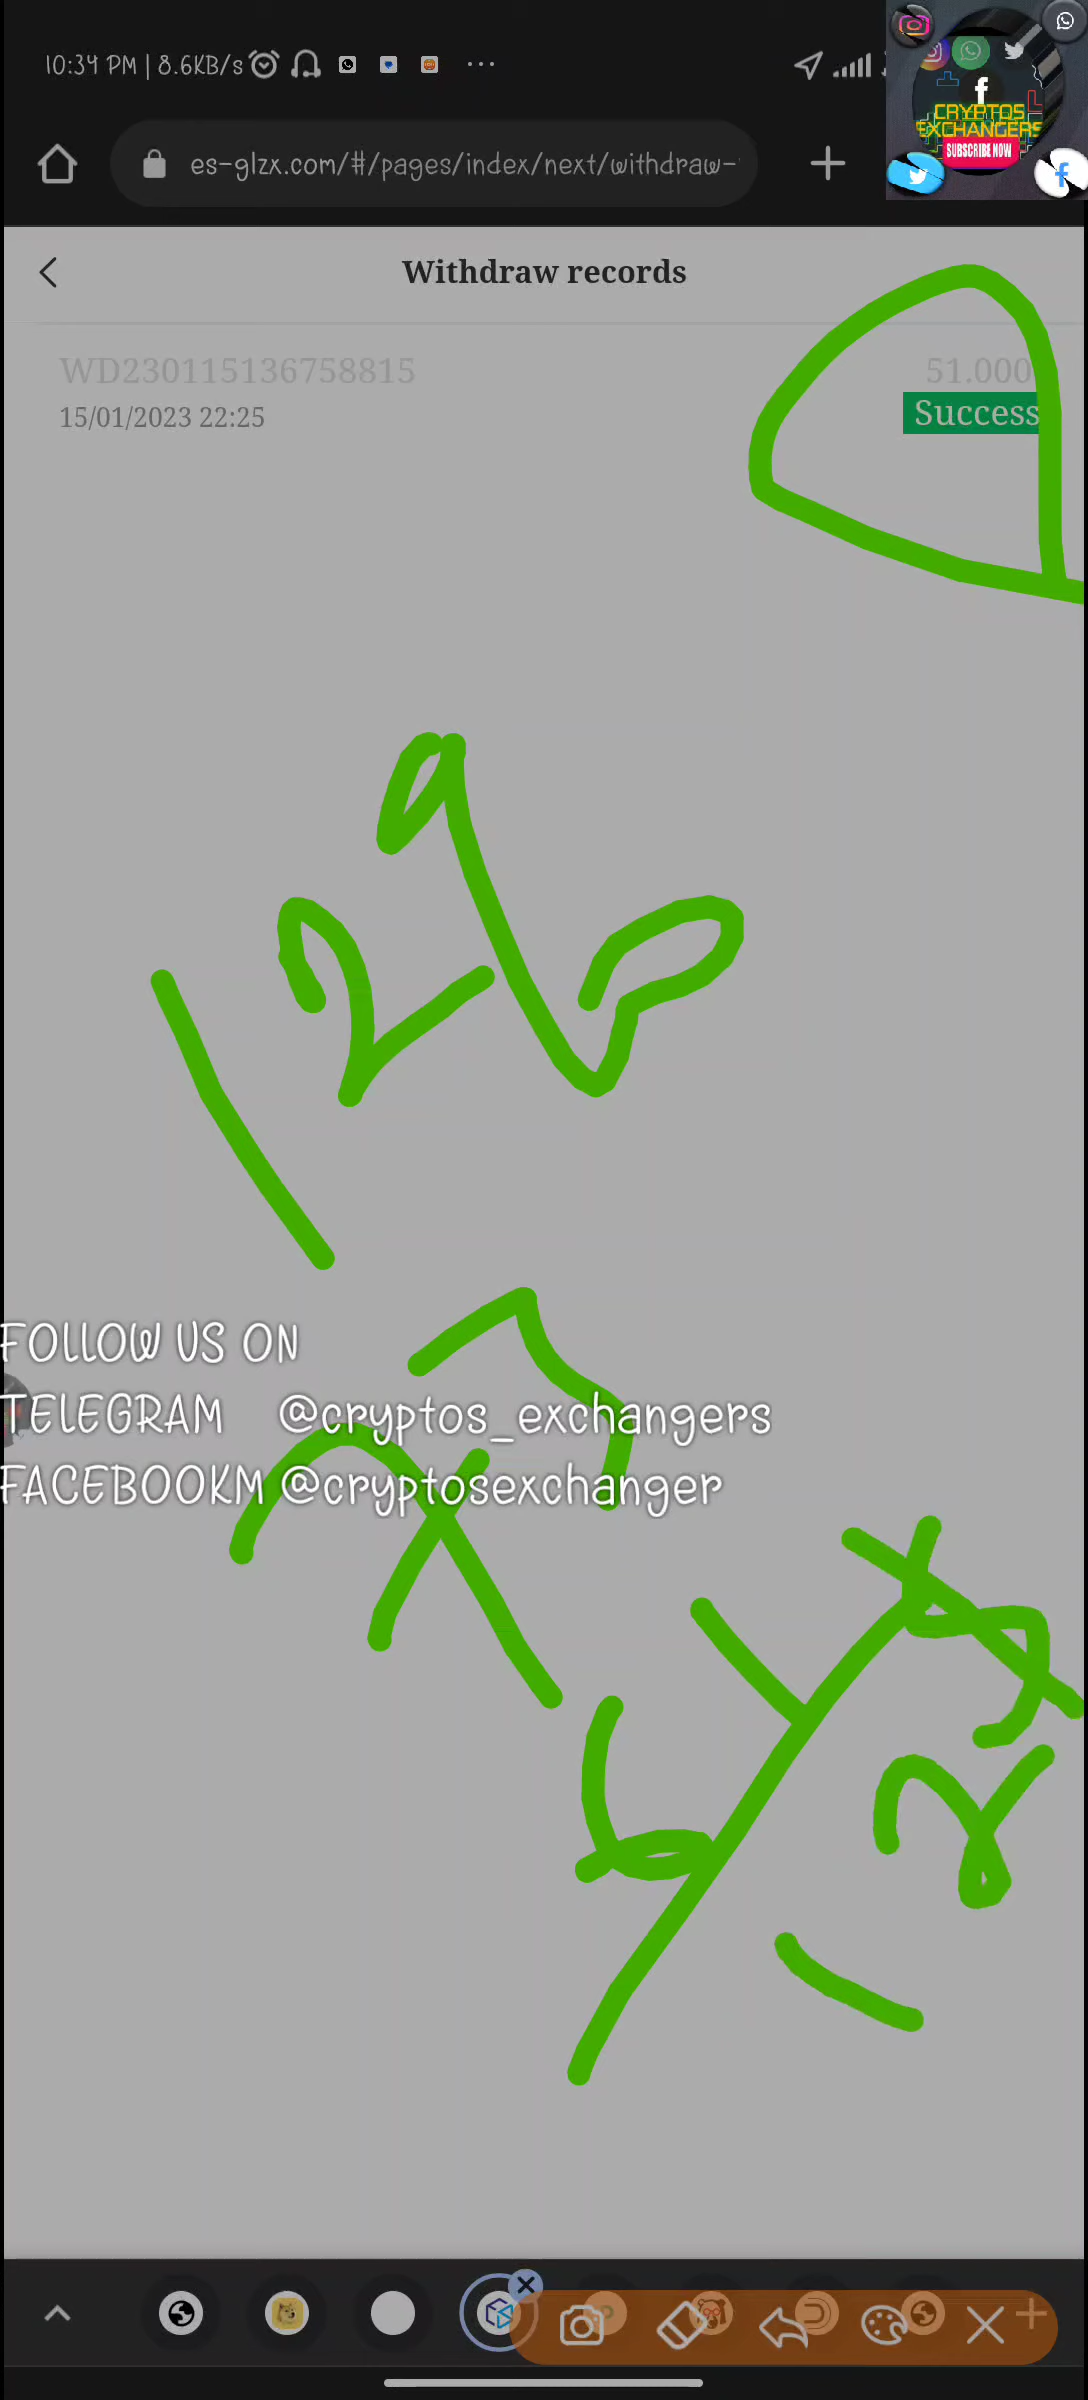 10:34 PM | 8.6KB/s
es-glzx.com/#/pages/index/next/withdraw-
CRYPTOS
EXCHANGERS
SUBSCRIBE NOW
Withdraw records
WD230115136758815
51.000
15/01/2023 22:25
Success
FOLLOW US ON
TELEGRAM @cryptos_exchangers
FACEBOOKM @cryptosexchanger